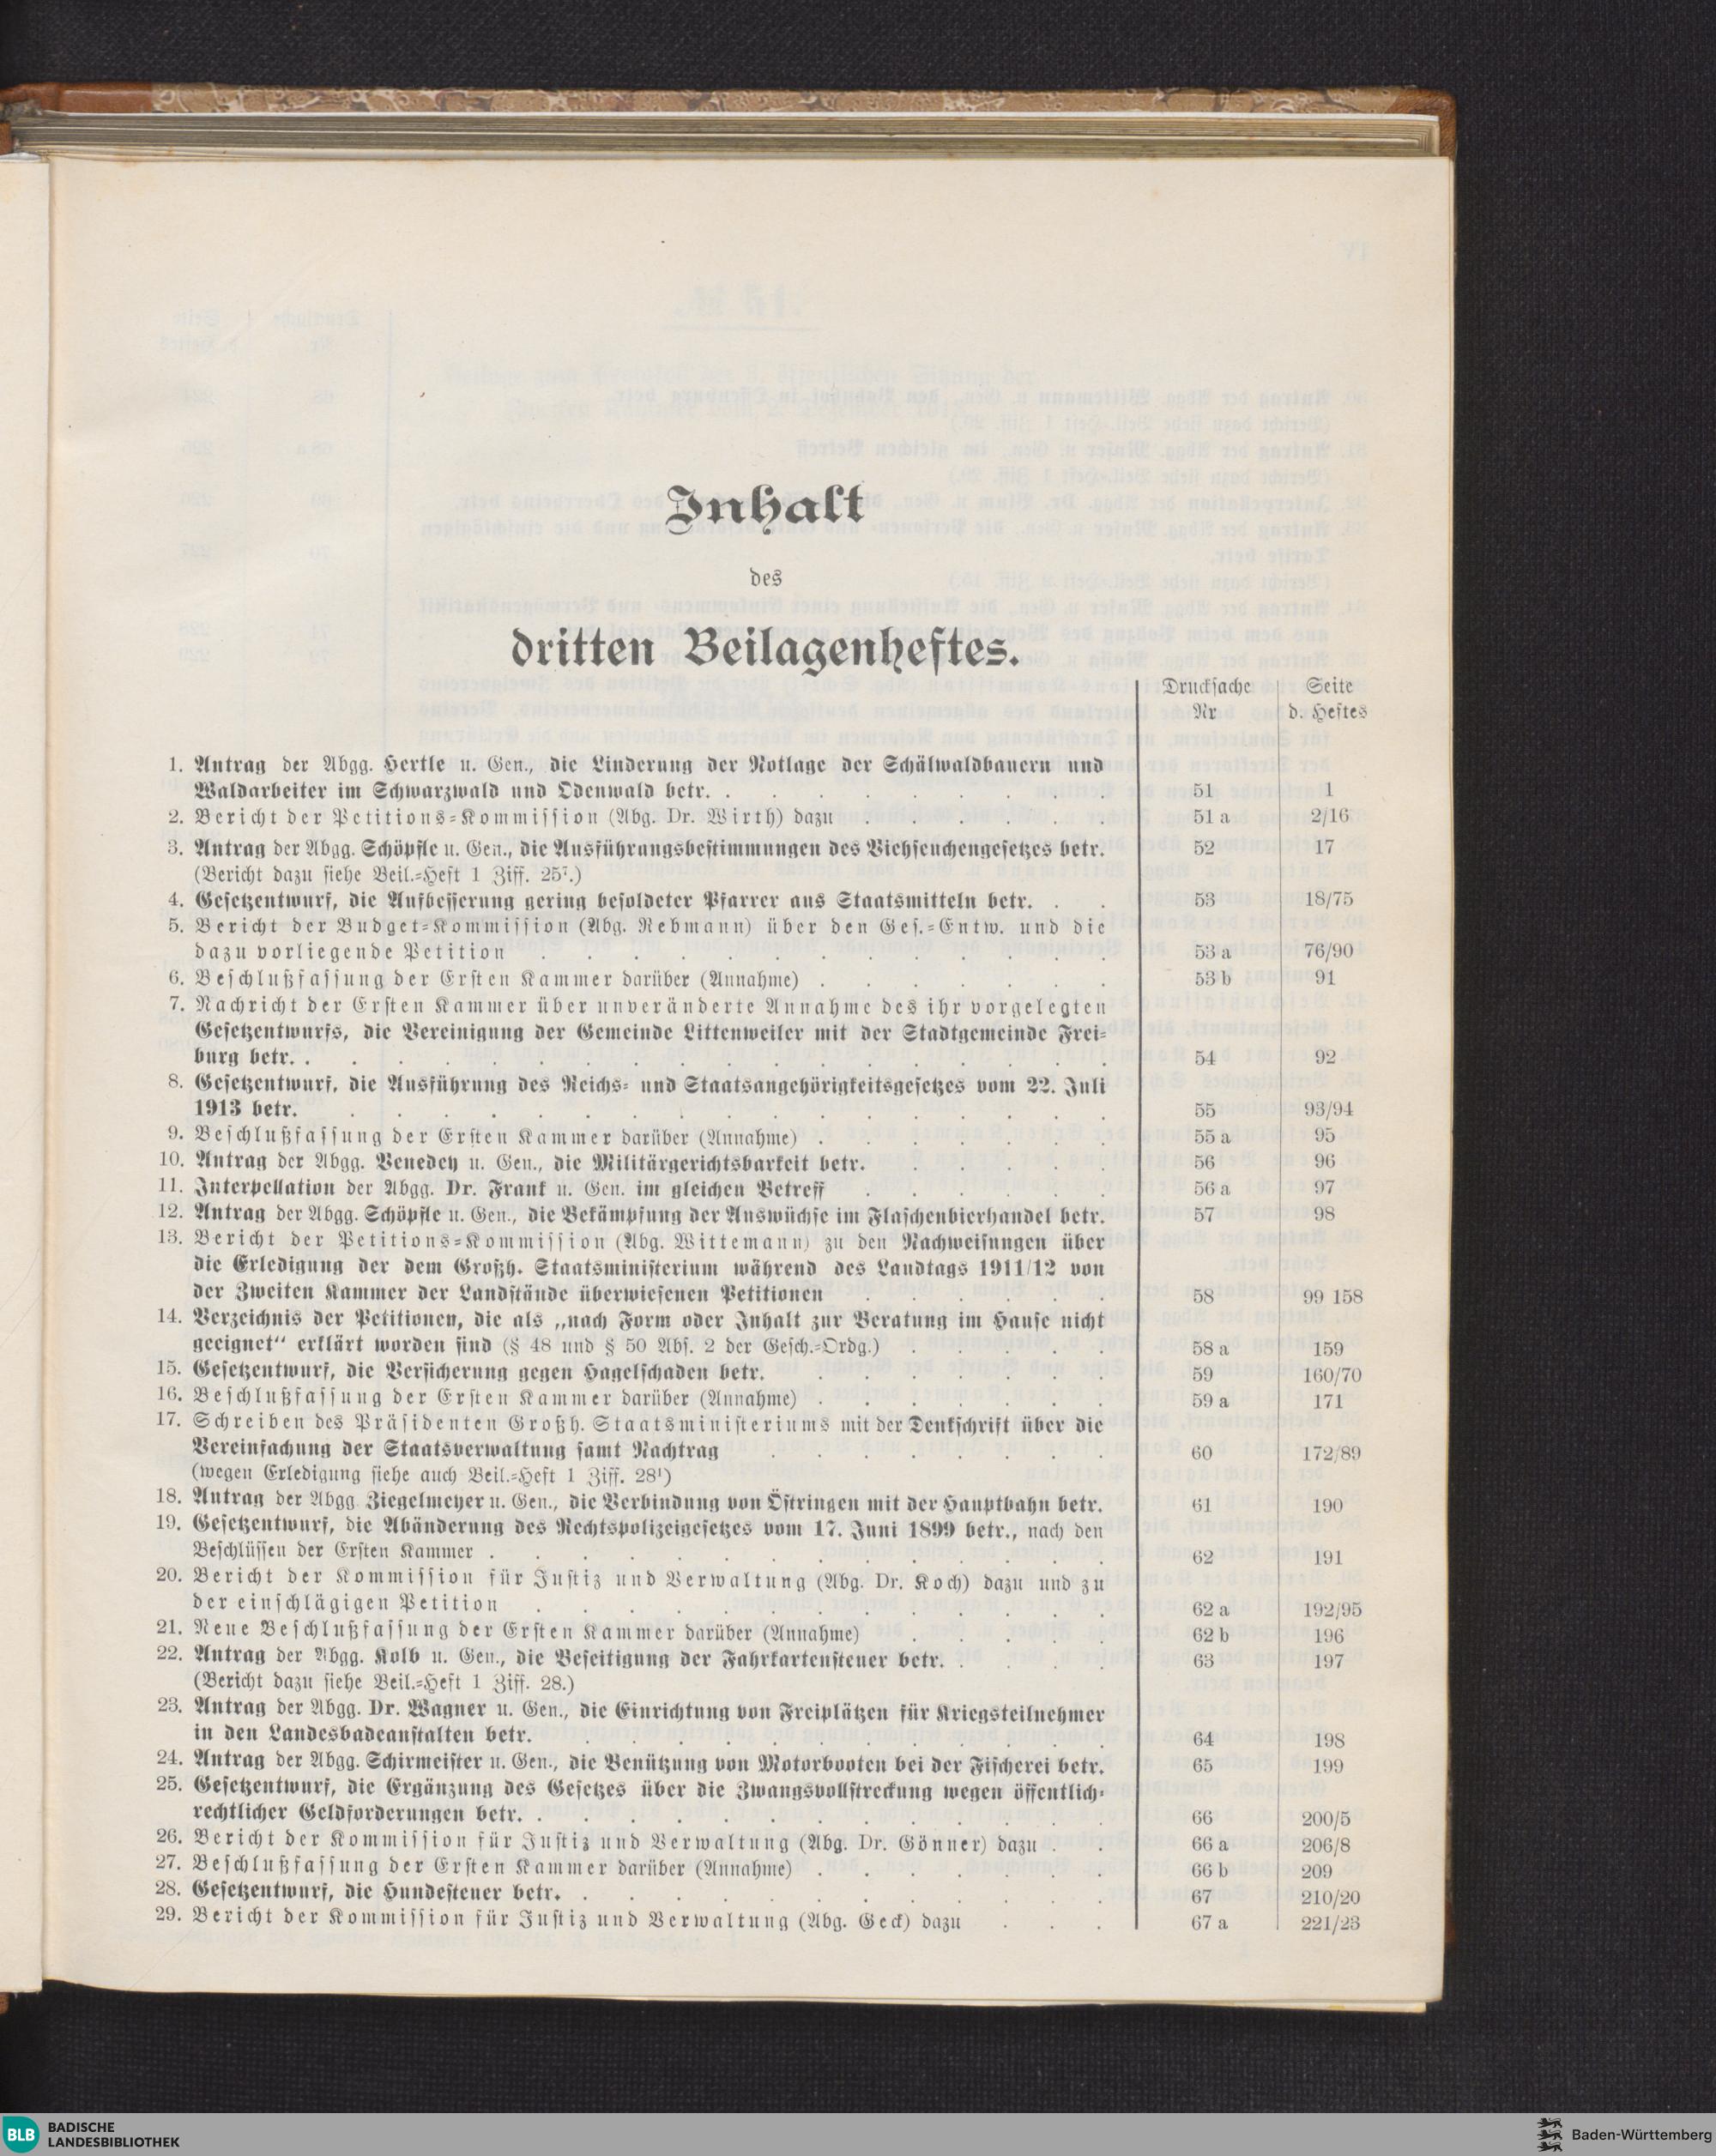 Inhalt
des
dritten Beilagenheftes.
Drucksache Seite
Nr d. Heftes
1. Antrag der Abgg. Hertle u. Gen., die Linderung der Notlage der Schälwaldbauern und
Waldarbeiter im Schwarzwald und Odenwald betr. . . . . . . . . . 51 1
2. Bericht der Petitions-Kommission (Abg. Dr. Wirth) dazu . . . . . . 51 a 2/16
3. Antrag der Abgg. Schöpfle u. Gen., die Ausführungsbestimmungen des Viehseuchengesetzes betr. 52 17
(Bericht dazu siehe Beil.-Heft 1 Ziff. 25⁷.)
4. Gesetzentwurf, die Aufbesserung gering besoldeter Pfarrer aus Staatsmitteln betr. . . 53 18/75
5. Bericht der Budget-Kommission (Abg. Rebmann) über den Ges.-Entw. und die
dazu vorliegende Petition . . . . . . . . . . . . . 53 a 76/90
6. Beschlußfassung der Ersten Kammer darüber (Annahme) . . . . . . . 53 b 91
7. Nachricht der Ersten Kammer über unveränderte Annahme des ihr vorgelegten
Gesetzentwurfs, die Vereinigung der Gemeinde Littenweiler mit der Stadtgemeinde Frei-
burg betr. . . . . . . . . . . . . . . . . . . 54 92
8. Gesetzentwurf, die Ausführung des Reichs- und Staatsangehörigkeitsgesetzes vom 22. Juli
1913 betr. . . . . . . . . . . . . . . . . . 55 93/94
9. Beschlußfassung der Ersten Kammer darüber (Annahme) . . . . . . . 55 a 95
10. Antrag der Abgg. Venedey u. Gen., die Militärgerichtsbarkeit betr. . . . . . 56 96
11. Interpellation der Abgg. Dr. Frank u. Gen. im gleichen Betreff . . . . . . 56 a 97
12. Antrag der Abgg. Schöpfle u. Gen., die Bekämpfung der Auswüchse im Flaschenbierhandel betr. 57 98
13. Bericht der Petitions-Kommission (Abg. Wittemann) zu den Nachweisungen über
die Erledigung der dem Großh. Staatsministerium während des Landtags 1911/12 von
der Zweiten Kammer der Landstände überwiesenen Petitionen . . . . . . 58 99 158
14. Verzeichnis der Petitionen, die als „nach Form oder Inhalt zur Beratung im Hause nicht
geeignet“ erklärt worden sind (§ 48 und § 50 Abs. 2 der Gesch.-Ordg.) . . . . . 58 a 159
15. Gesetzentwurf, die Versicherung gegen Hagelschaden betr. . . . . . . . 59 160/70
16. Beschlußfassung der Ersten Kammer darüber (Annahme) . . . . . . . 59 a 171
17. Schreiben des Präsidenten Großh. Staatsministeriums mit der Denkschrift über die
Vereinfachung der Staatsverwaltung samt Nachtrag . . . . . . . . 60 172/89
(wegen Erledigung siehe auch Beil.-Heft 1 Ziff. 28¹)
18. Antrag der Abgg Ziegelmeyer u. Gen., die Verbindung von Östringen mit der Hauptbahn betr. 61 190
19. Gesetzentwurf, die Abänderung des Rechtspolizeigesetzes vom 17. Juni 1899 betr., nach den
Beschlüssen der Ersten Kammer . . . . . . . . . . . . . . 62 191
20. Bericht der Kommission für Justiz und Verwaltung (Abg. Dr. Koch) dazu und zu
der einschlägigen Petition . . . . . . . . . . . . . 62 a 192/95
21. Neue Beschlußfassung der Ersten Kammer darüber (Annahme) . . . . . 62 b 196
22. Antrag der Abgg. Kolb u. Gen., die Beseitigung der Fahrkartensteuer betr. . . . . 63 197
(Bericht dazu siehe Beil.-Heft 1 Ziff. 28.)
23. Antrag der Abgg. Dr. Wagner u. Gen., die Einrichtung von Freiplätzen für Kriegsteilnehmer
in den Landesbadeanstalten betr. . . . . . . . . . . . . 64 198
24. Antrag der Abgg. Schirmeister u. Gen., die Benützung von Motorbooten bei der Fischerei betr. 65 199
25. Gesetzentwurf, die Ergänzung des Gesetzes über die Zwangsvollstreckung wegen öffentlich-
rechtlicher Geldforderungen betr. . . . . . . . . . . . . . 66 200/5
26. Bericht der Kommission für Justiz und Verwaltung (Abg. Dr. Gönner) dazu . . 66 a 206/8
27. Beschlußfassung der Ersten Kammer darüber (Annahme) . . . . . . . 66 b 209
28. Gesetzentwurf, die Hundesteuer betr. . . . . . . . . . . . . 67 210/20
29. Bericht der Kommission für Justiz und Verwaltung (Abg. Geck) dazu . . . 67 a 221/23
BLB BADISCHE
LANDESBIBLIOTHEK
Baden-Württemberg